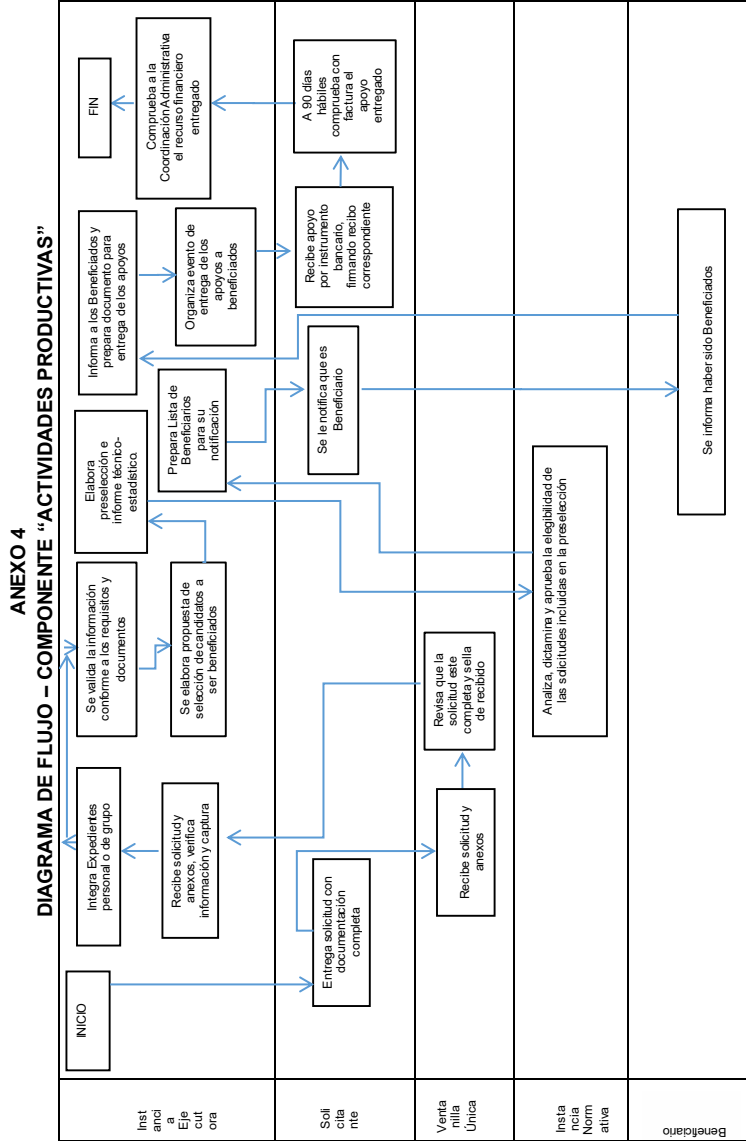 ANEXO 4
DIAGRAMA DE FLUJO – COMPONENTE “ACTIVIDADES PRODUCTIVAS”
Inst
anci
a
Eje
cut
ora
INICIO
Integra Expedientes
personal o de grupo
Recibe solicitud y
anexos, verifica
información y captura
Se valida la información
conforme a los requisitos y
documentos
Se elabora propuesta de
selección de candidatos a
ser beneficiados
Elabora
preselección e
informe técnico-
estadístico.
Prepara Lista de
Beneficiarios
para su
notificación
Informa a los Beneficiados y
prepara documento para
entrega de los apoyos
Organiza evento de
entrega de los
apoyos a
beneficiados
Comprueba a la
Coordinación Administrativa
el recurso financiero
entregado
FIN
Soli
cita
nte
Entrega solicitud con
documentación
completa
Se le notifica que es
Beneficiario
Recibe apoyo
por instrumento
bancario,
firmando recibo
correspondiente
A 90 días
hábiles
comprueba con
factura el
apoyo
entregado
Venta
nilla
Única
Recibe solicitud y
anexos
Revisa que la
solicitud este
completa y sella
de recibido
Insta
ncia
Norm
ativa
Analiza, dictamina y aprueba la elegibilidad de
las solicitudes incluidas en la preselección
Beneficiario
Se informa haber sido Beneficiados